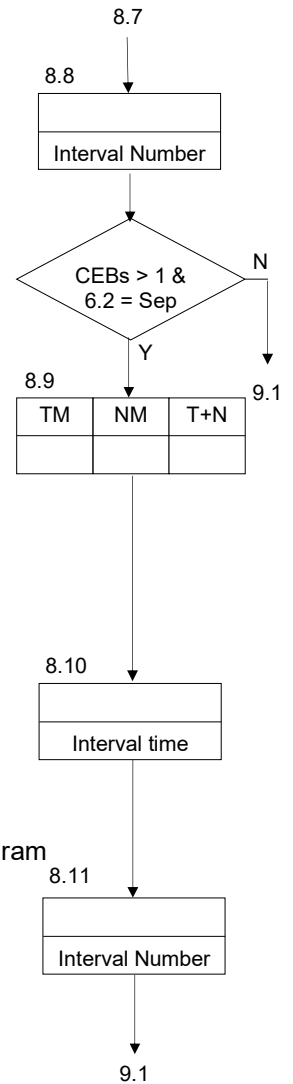 8.7
8.8
Interval Number
CEBs > 1 &
6.2 = Sep
N
Y
9.1
8.9
TM NM T+N
8.10
Interval time
ram
8.11
Interval Number
9.1